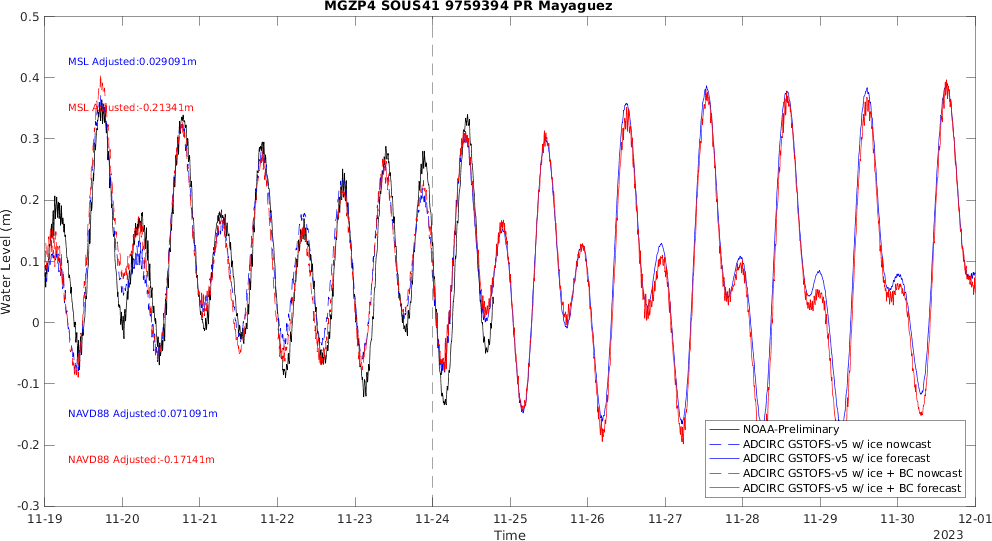 MGZP4 SOUS41 9759394 PR Mayaguez
0.5
0.4
0.3
0.2
0.1
0
-0.1
-0.2
-0.3
Water Level (m)
MSL Adjusted:0.029091m
MSL Adjusted:-0.21341m
NAVD88 Adjusted:0.071091m
NAVD88 Adjusted:-0.17141m
NOAA-Preliminary
ADCIRC GSTOFS-v5 w/ ice nowcast
ADCIRC GSTOFS-v5 w/ ice forecast
ADCIRC GSTOFS-v5 w/ ice + BC nowcast
ADCIRC GSTOFS-v5 w/ ice + BC forecast
11-19 11-20 11-21 11-22 11-23 11-24 11-25 11-26 11-27 11-28 11-29 11-30 12-01
Time
2023